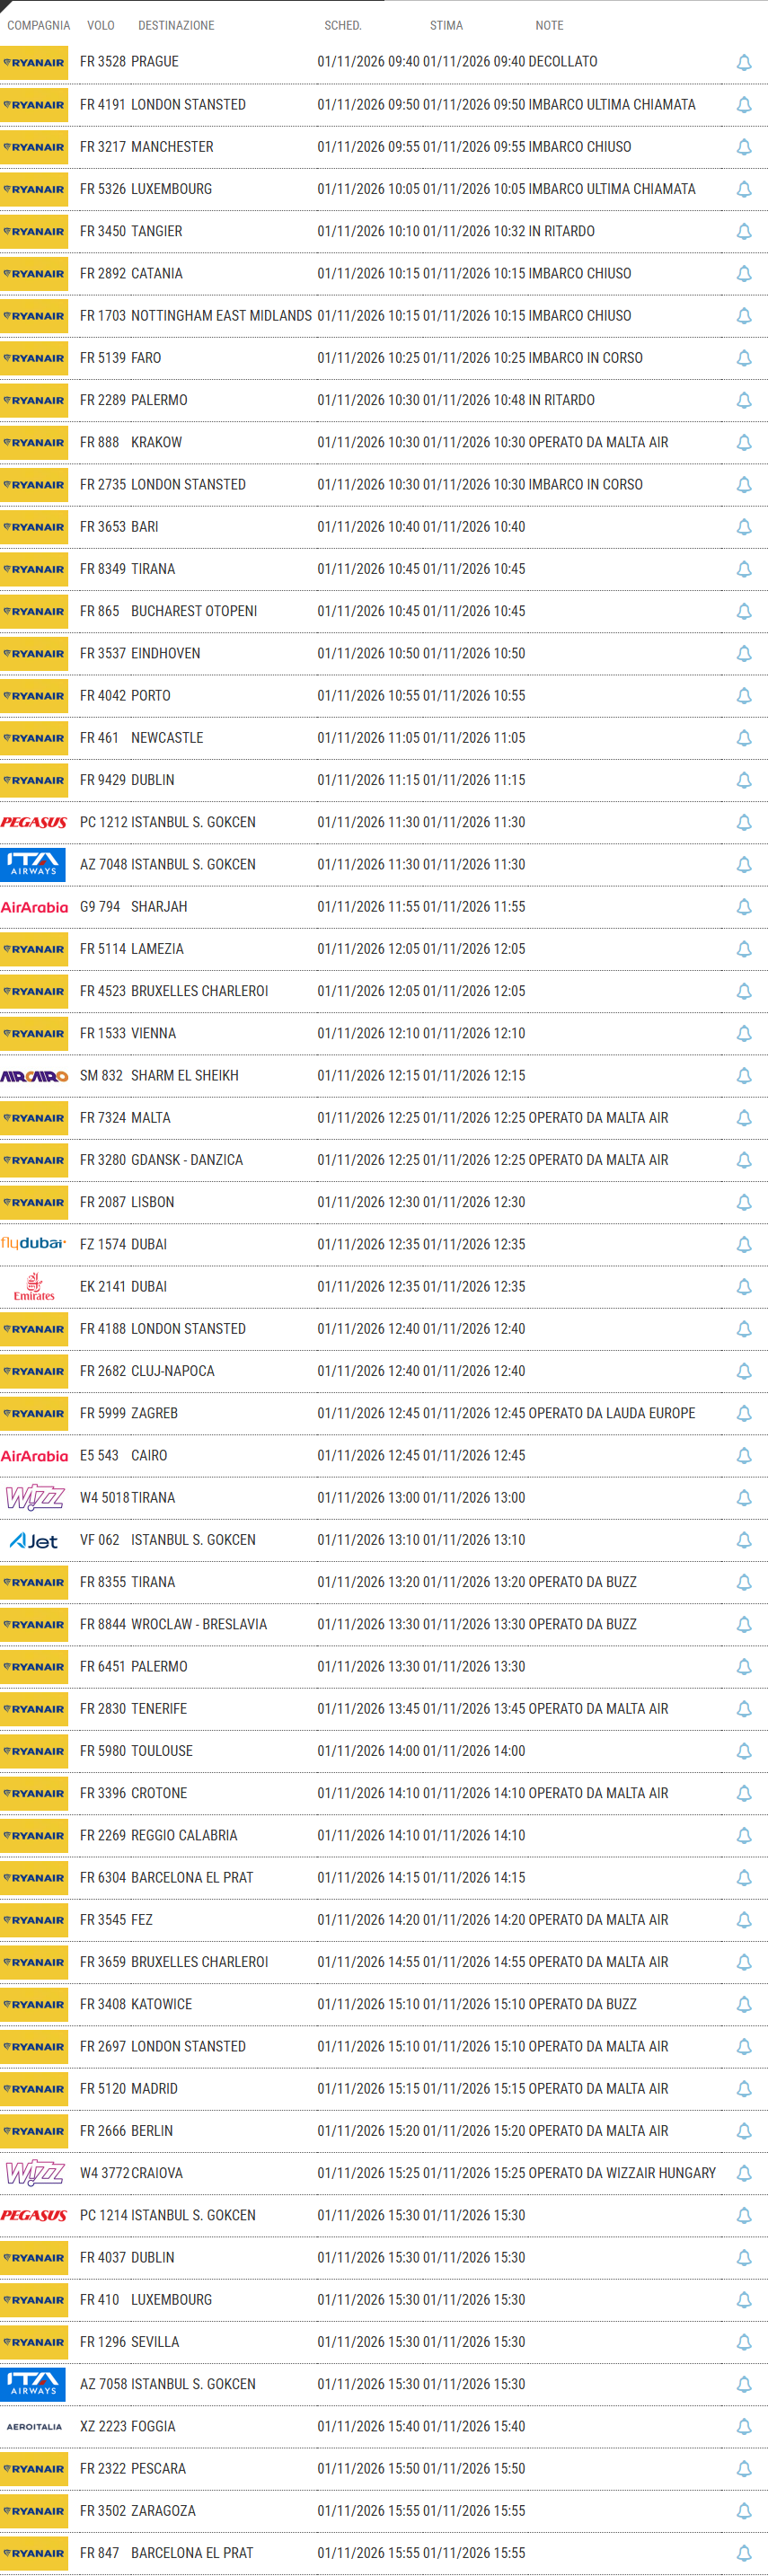 COMPAGNIA VOLO DESTINAZIONE SCHED. STIMA NOTE
RYANAIR FR 3528 PRAGUE 01/11/2026 09:40 01/11/2026 09:40 DECOLLATO
RYANAIR FR 4191 LONDON STANSTED 01/11/2026 09:50 01/11/2026 09:50 IMBARCO ULTIMA CHIAMATA
RYANAIR FR 3217 MANCHESTER 01/11/2026 09:55 01/11/2026 09:55 IMBARCO CHIUSO
RYANAIR FR 5326 LUXEMBOURG 01/11/2026 10:05 01/11/2026 10:05 IMBARCO ULTIMA CHIAMATA
RYANAIR FR 3450 TANGIER 01/11/2026 10:10 01/11/2026 10:32 IN RITARDO
RYANAIR FR 2892 CATANIA 01/11/2026 10:15 01/11/2026 10:15 IMBARCO CHIUSO
RYANAIR FR 1703 NOTTINGHAM EAST MIDLANDS 01/11/2026 10:15 01/11/2026 10:15 IMBARCO CHIUSO
RYANAIR FR 5139 FARO 01/11/2026 10:25 01/11/2026 10:25 IMBARCO IN CORSO
RYANAIR FR 2289 PALERMO 01/11/2026 10:30 01/11/2026 10:48 IN RITARDO
RYANAIR FR 888 KRAKOW 01/11/2026 10:30 01/11/2026 10:30 OPERATO DA MALTA AIR
RYANAIR FR 2735 LONDON STANSTED 01/11/2026 10:30 01/11/2026 10:30 IMBARCO IN CORSO
RYANAIR FR 3653 BARI 01/11/2026 10:40 01/11/2026 10:40
RYANAIR FR 8349 TIRANA 01/11/2026 10:45 01/11/2026 10:45
RYANAIR FR 865 BUCHAREST OTOPENI 01/11/2026 10:45 01/11/2026 10:45
RYANAIR FR 3537 EINDHOVEN 01/11/2026 10:50 01/11/2026 10:50
RYANAIR FR 4042 PORTO 01/11/2026 10:55 01/11/2026 10:55
RYANAIR FR 461 NEWCASTLE 01/11/2026 11:05 01/11/2026 11:05
RYANAIR FR 9429 DUBLIN 01/11/2026 11:15 01/11/2026 11:15
PEGASUS PC 1212 ISTANBUL S. GOKCEN 01/11/2026 11:30 01/11/2026 11:30
ITA AIRWAYS AZ 7048 ISTANBUL S. GOKCEN 01/11/2026 11:30 01/11/2026 11:30
AirArabia G9 794 SHARJAH 01/11/2026 11:55 01/11/2026 11:55
RYANAIR FR 5114 LAMEZIA 01/11/2026 12:05 01/11/2026 12:05
RYANAIR FR 4523 BRUXELLES CHARLEROI 01/11/2026 12:05 01/11/2026 12:05
RYANAIR FR 1533 VIENNA 01/11/2026 12:10 01/11/2026 12:10
AIRCAIRO SM 832 SHARM EL SHEIKH 01/11/2026 12:15 01/11/2026 12:15
RYANAIR FR 7324 MALTA 01/11/2026 12:25 01/11/2026 12:25 OPERATO DA MALTA AIR
RYANAIR FR 3280 GDANSK - DANZICA 01/11/2026 12:25 01/11/2026 12:25 OPERATO DA MALTA AIR
RYANAIR FR 2087 LISBON 01/11/2026 12:30 01/11/2026 12:30
flydubai FZ 1574 DUBAI 01/11/2026 12:35 01/11/2026 12:35
Emirates EK 2141 DUBAI 01/11/2026 12:35 01/11/2026 12:35
RYANAIR FR 4188 LONDON STANSTED 01/11/2026 12:40 01/11/2026 12:40
RYANAIR FR 2682 CLUJ-NAPOCA 01/11/2026 12:40 01/11/2026 12:40
RYANAIR FR 5999 ZAGREB 01/11/2026 12:45 01/11/2026 12:45 OPERATO DA LAUDA EUROPE
AirArabia E5 543 CAIRO 01/11/2026 12:45 01/11/2026 12:45
WIZZ W4 5018 TIRANA 01/11/2026 13:00 01/11/2026 13:00
AJet VF 062 ISTANBUL S. GOKCEN 01/11/2026 13:10 01/11/2026 13:10
RYANAIR FR 8355 TIRANA 01/11/2026 13:20 01/11/2026 13:20 OPERATO DA BUZZ
RYANAIR FR 8844 WROCLAW - BRESLAVIA 01/11/2026 13:30 01/11/2026 13:30 OPERATO DA BUZZ
RYANAIR FR 6451 PALERMO 01/11/2026 13:30 01/11/2026 13:30
RYANAIR FR 2830 TENERIFE 01/11/2026 13:45 01/11/2026 13:45 OPERATO DA MALTA AIR
RYANAIR FR 5980 TOULOUSE 01/11/2026 14:00 01/11/2026 14:00
RYANAIR FR 3396 CROTONE 01/11/2026 14:10 01/11/2026 14:10 OPERATO DA MALTA AIR
RYANAIR FR 2269 REGGIO CALABRIA 01/11/2026 14:10 01/11/2026 14:10
RYANAIR FR 6304 BARCELONA EL PRAT 01/11/2026 14:15 01/11/2026 14:15
RYANAIR FR 3545 FEZ 01/11/2026 14:20 01/11/2026 14:20 OPERATO DA MALTA AIR
RYANAIR FR 3659 BRUXELLES CHARLEROI 01/11/2026 14:55 01/11/2026 14:55 OPERATO DA MALTA AIR
RYANAIR FR 3408 KATOWICE 01/11/2026 15:10 01/11/2026 15:10 OPERATO DA BUZZ
RYANAIR FR 2697 LONDON STANSTED 01/11/2026 15:10 01/11/2026 15:10 OPERATO DA MALTA AIR
RYANAIR FR 5120 MADRID 01/11/2026 15:15 01/11/2026 15:15 OPERATO DA MALTA AIR
RYANAIR FR 2666 BERLIN 01/11/2026 15:20 01/11/2026 15:20 OPERATO DA MALTA AIR
WIZZ W4 3772 CRAIOVA 01/11/2026 15:25 01/11/2026 15:25 OPERATO DA WIZZAIR HUNGARY
PEGASUS PC 1214 ISTANBUL S. GOKCEN 01/11/2026 15:30 01/11/2026 15:30
RYANAIR FR 4037 DUBLIN 01/11/2026 15:30 01/11/2026 15:30
RYANAIR FR 410 LUXEMBOURG 01/11/2026 15:30 01/11/2026 15:30
RYANAIR FR 1296 SEVILLA 01/11/2026 15:30 01/11/2026 15:30
ITA AIRWAYS AZ 7058 ISTANBUL S. GOKCEN 01/11/2026 15:30 01/11/2026 15:30
AEROITALIA XZ 2223 FOGGIA 01/11/2026 15:40 01/11/2026 15:40
RYANAIR FR 2322 PESCARA 01/11/2026 15:50 01/11/2026 15:50
RYANAIR FR 3502 ZARAGOZA 01/11/2026 15:55 01/11/2026 15:55
RYANAIR FR 847 BARCELONA EL PRAT 01/11/2026 15:55 01/11/2026 15:55